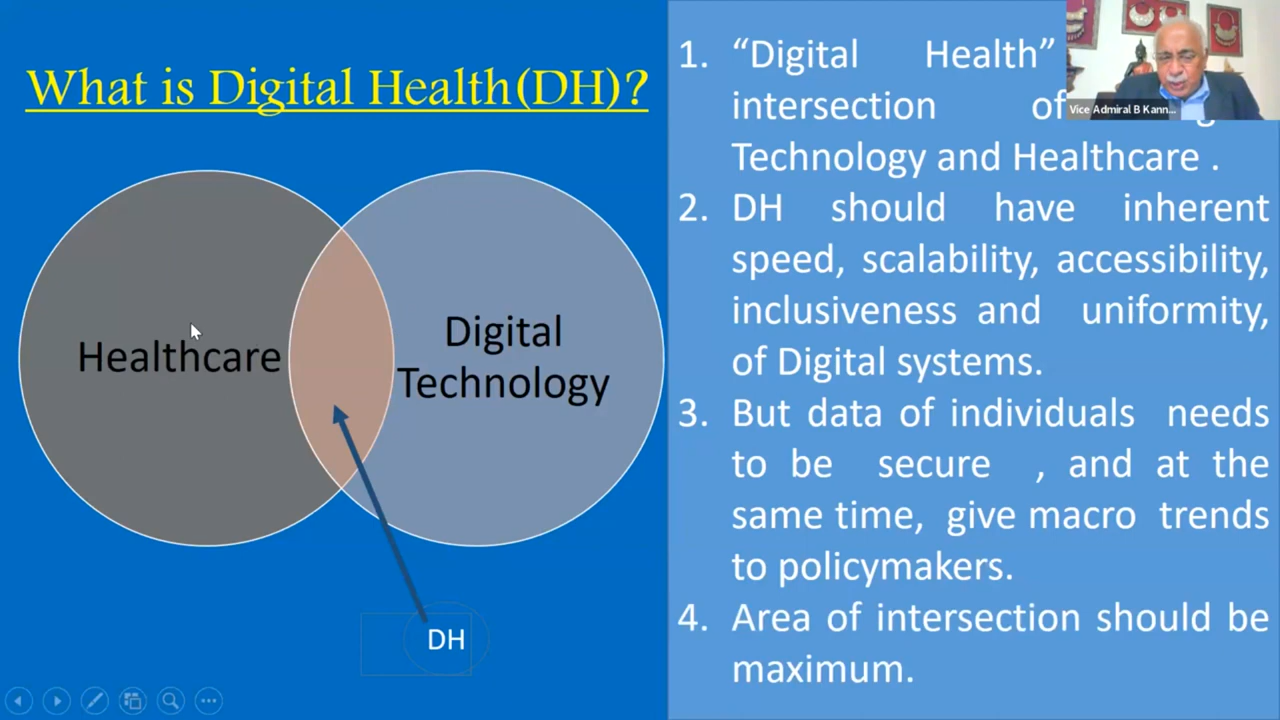 What is Digital Health(DH)?
Healthcare
Digital
Technology
DH
1. “Digital Health”
intersection of
Technology and Healthcare .
2. DH should have inherent
speed, scalability, accessibility,
inclusiveness and uniformity,
of Digital systems.
3. But data of individuals needs
to be secure , and at the
same time, give macro trends
to policymakers.
4. Area of intersection should be
maximum.
Vice Admiral B Kann...